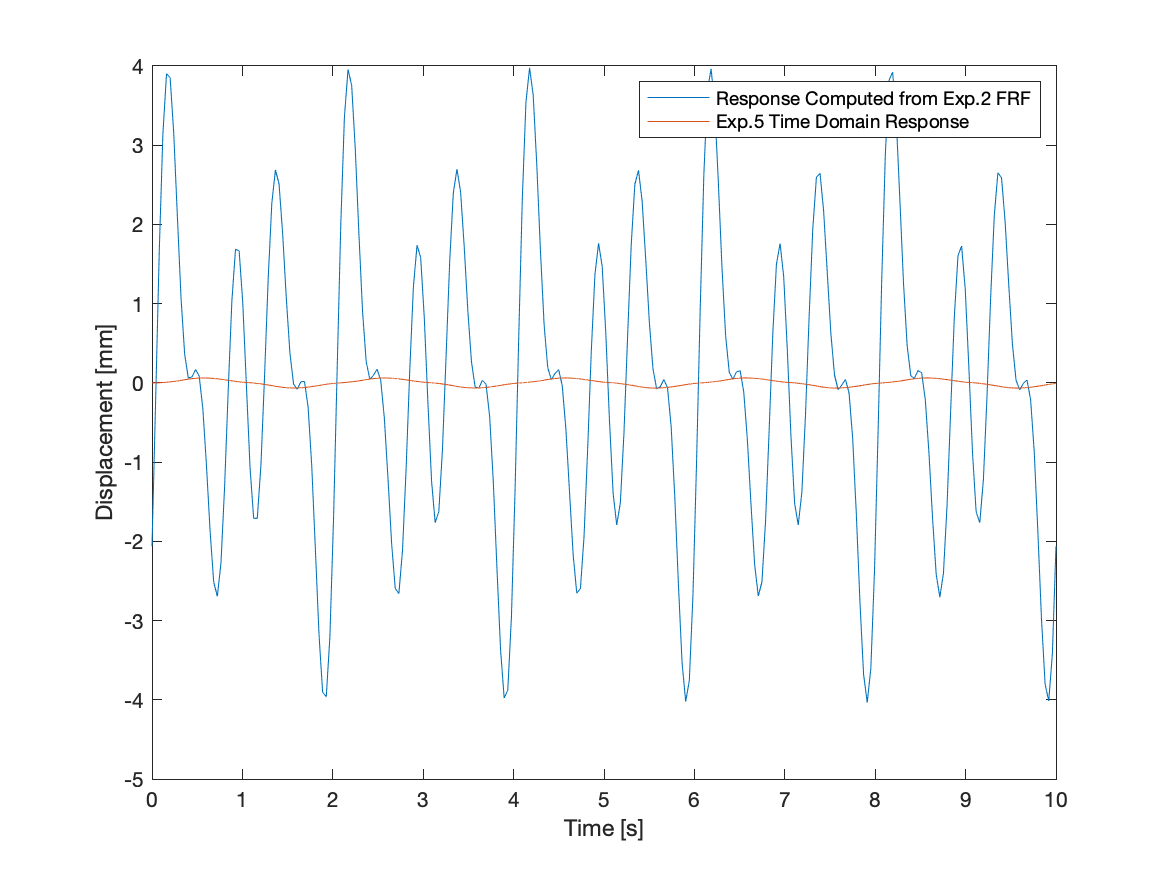 4
3
2
1
0
-1
-2
-3
-4
-5
Displacement [mm]
Response Computed from Exp.2 FRF
Exp.5 Time Domain Response
0 1 2 3 4 5 6 7 8 9 10
Time [s]